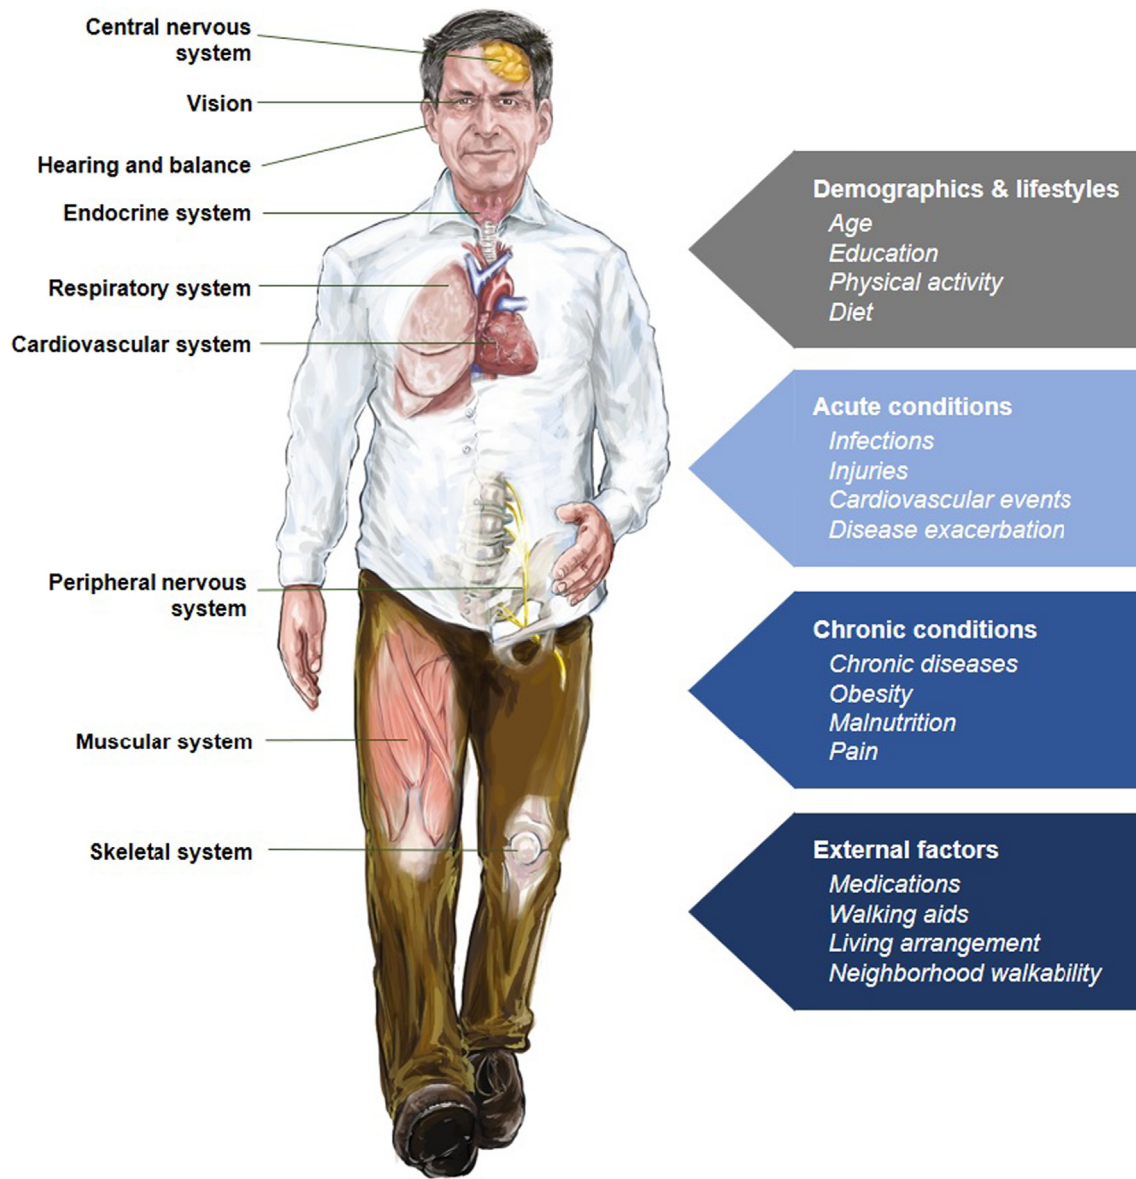 Central nervous
system
Vision
Hearing and balance
Endocrine system
Respiratory system
Cardiovascular system
Peripheral nervous
system
Muscular system
Skeletal system
Demographics & lifestyles
Age
Education
Physical activity
Diet
Acute conditions
Infections
Injuries
Cardiovascular events
Disease exacerbation
Chronic conditions
Chronic diseases
Obesity
Malnutrition
Pain
External factors
Medications
Walking aids
Living arrangement
Neighborhood walkability